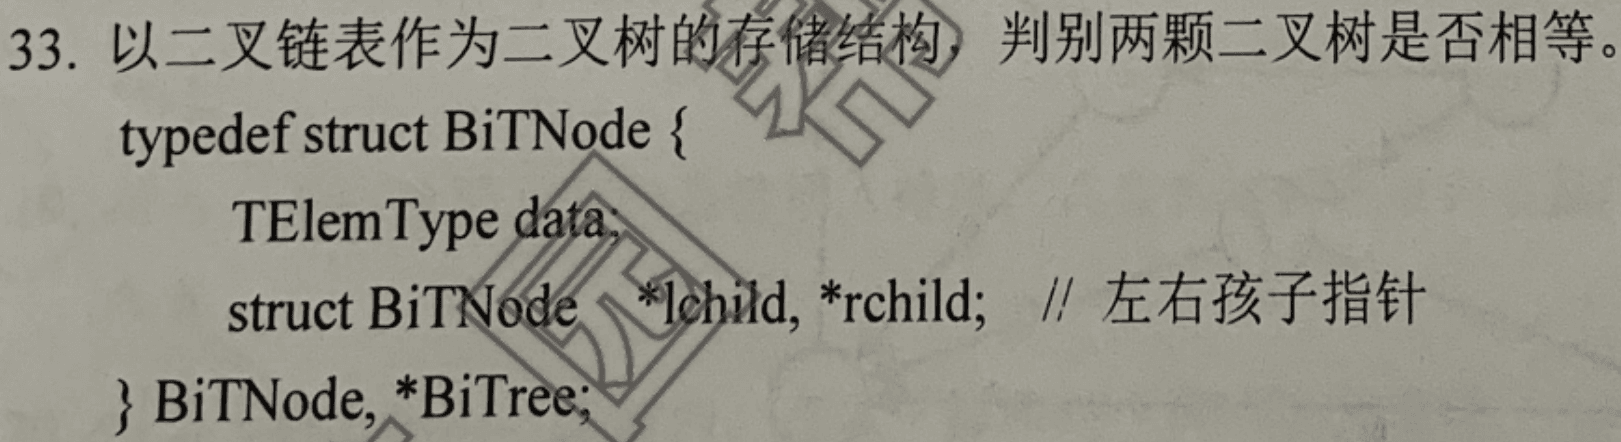 33. 以二叉链表作为二叉树的存储结构，判别两颗二叉树是否相等。
typedef struct BiTNode {
TElemType data;
struct BiTNode *lchild, *rchild; // 左右孩子指针
} BiTNode, *BiTree;